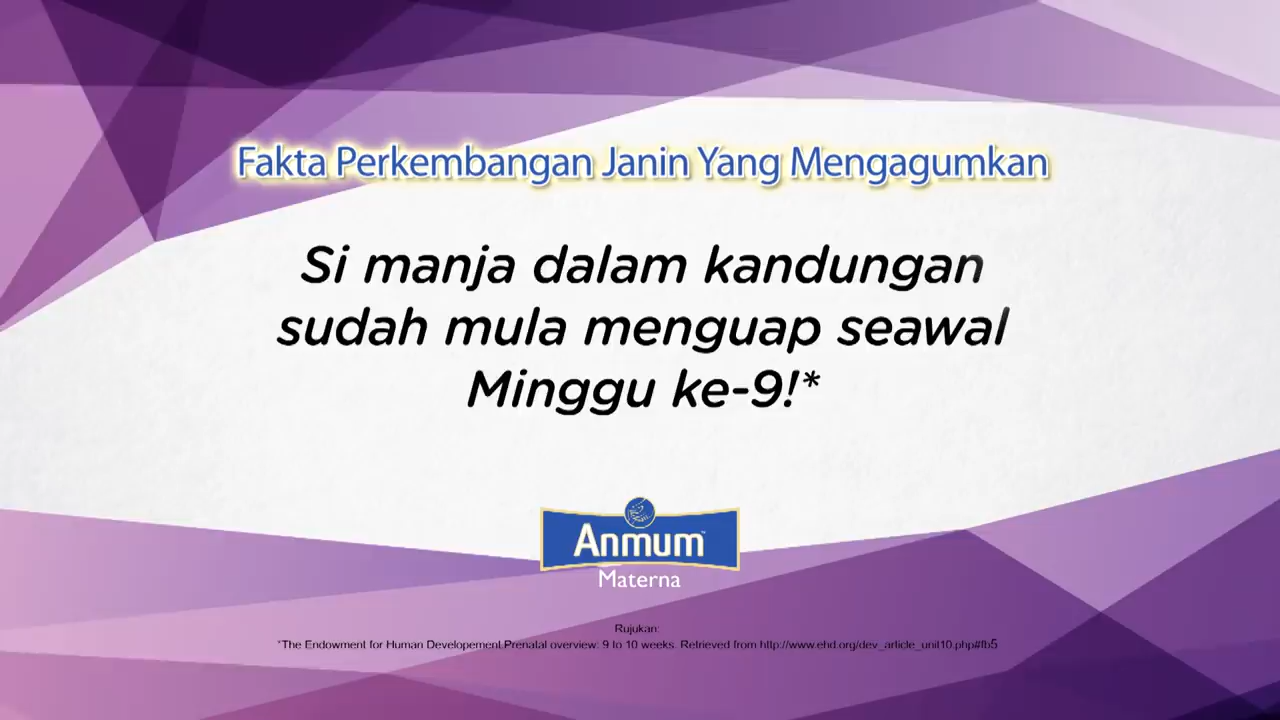 Fakta Perkembangan Janin Yang Mengagumkan
Si manja dalam kandungan
sudah mula menguap seawal
Minggu ke-9!*
Anmum™
Materna
Rujukan:
*The Endowment for Human Developement Prenatal overview: 9 to 10 weeks. Retrieved from http://www.ehd.org/dev_article_unit10.php#fb5